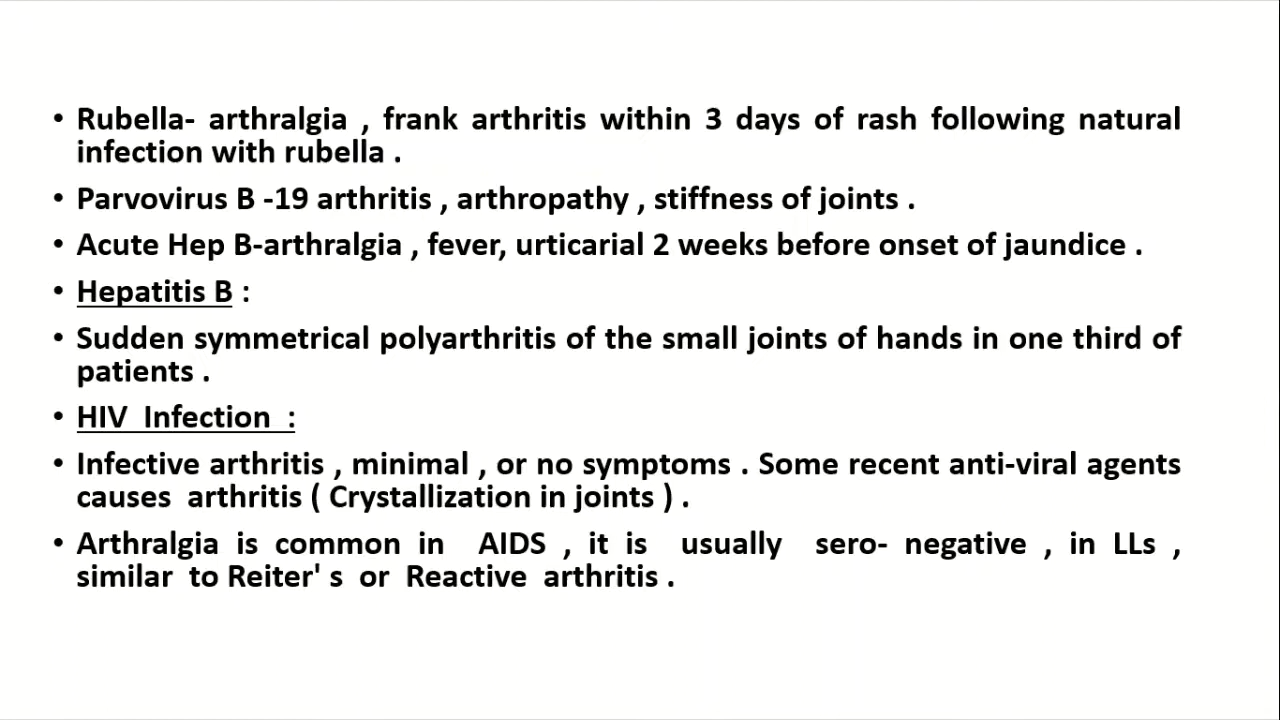 • Rubella- arthralgia , frank arthritis within 3 days of rash following natural
infection with rubella .
• Parvovirus B -19 arthritis , arthropathy , stiffness of joints .
• Acute Hep B-arthralgia , fever, urticarial 2 weeks before onset of jaundice .
• Hepatitis B :
• Sudden symmetrical polyarthritis of the small joints of hands in one third of
patients .
• HIV Infection :
• Infective arthritis , minimal , or no symptoms . Some recent anti-viral agents
causes arthritis ( Crystallization in joints ) .
• Arthralgia is common in AIDS , it is usually sero- negative , in LLs ,
similar to Reiter' s or Reactive arthritis .